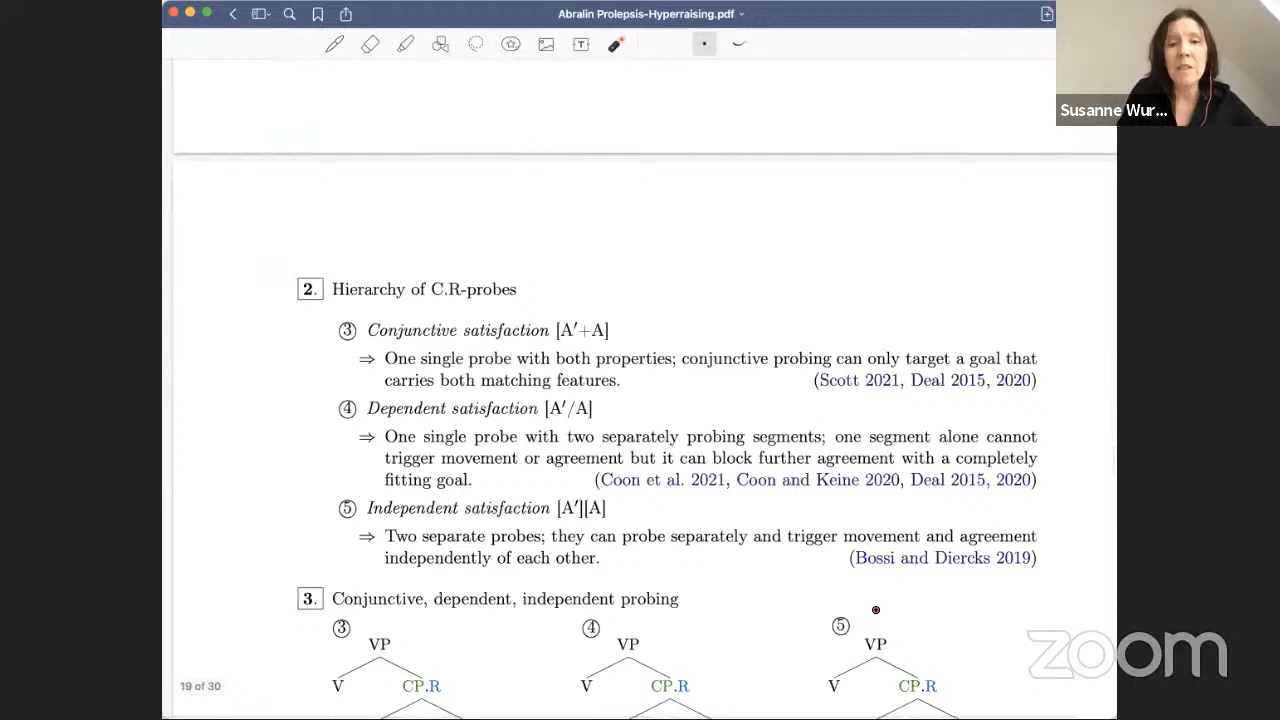 Abralin Prolepsis-Hyperraising.pdf
T
Susanne Wur...
2. Hierarchy of C.R-probes
③ Conjunctive satisfaction [A′+A]
⇒ One single probe with both properties; conjunctive probing can only target a goal that
carries both matching features. (Scott 2021, Deal 2015, 2020)
④ Dependent satisfaction [A′/A]
⇒ One single probe with two separately probing segments; one segment alone cannot
trigger movement or agreement but it can block further agreement with a completely
fitting goal. (Coon et al. 2021, Coon and Keine 2020, Deal 2015, 2020)
⑤ Independent satisfaction [A′][A]
⇒ Two separate probes; they can probe separately and trigger movement and agreement
independently of each other. (Bossi and Diercks 2019)
3. Conjunctive, dependent, independent probing
③ ④ ⑤
VP VP VP
V CP.R V CP.R V CP.R
19 of 30
zoom